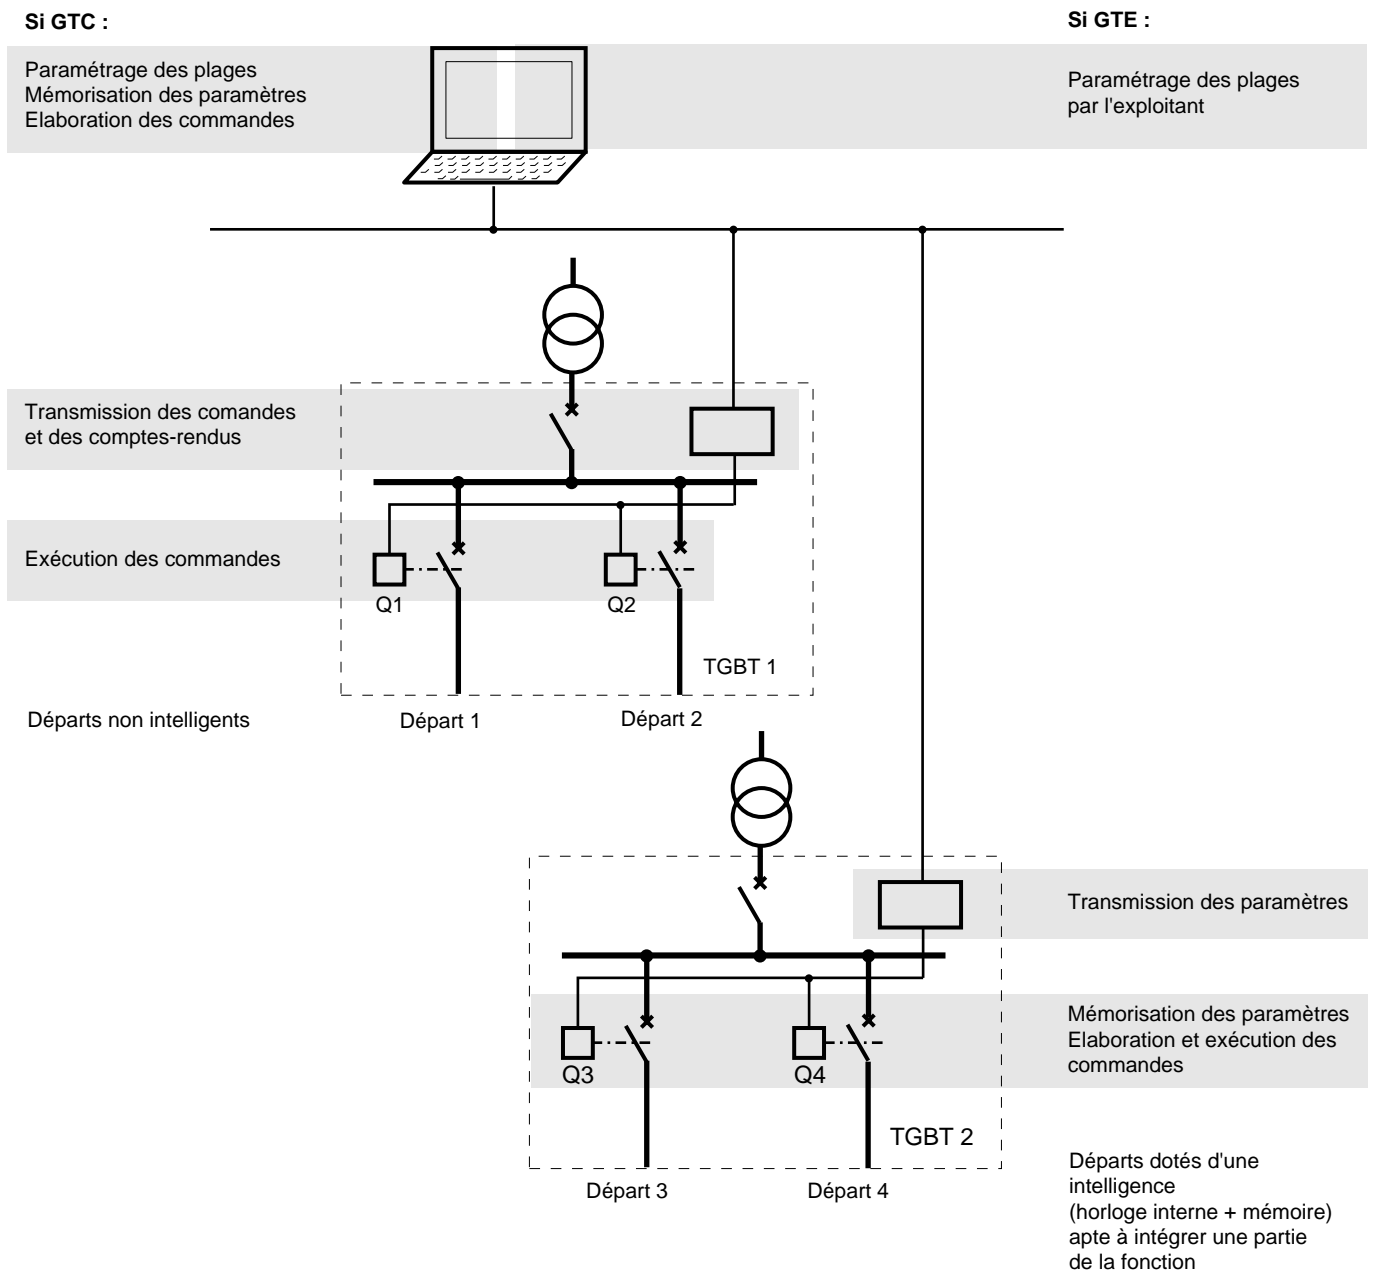 Si GTC :
Si GTE :
Paramétrage des plages
Mémorisation des paramètres
Elaboration des commandes
Paramétrage des plages
par l'exploitant
Transmission des comandes
et des comptes-rendus
Exécution des commandes
Q1
Q2
TGBT 1
Départs non intelligents
Départ 1
Départ 2
Transmission des paramètres
Mémorisation des paramètres
Elaboration et exécution des
commandes
Q3
Q4
TGBT 2
Départ 3
Départ 4
Départs dotés d'une
intelligence
(horloge interne + mémoire)
apte à intégrer une partie
de la fonction